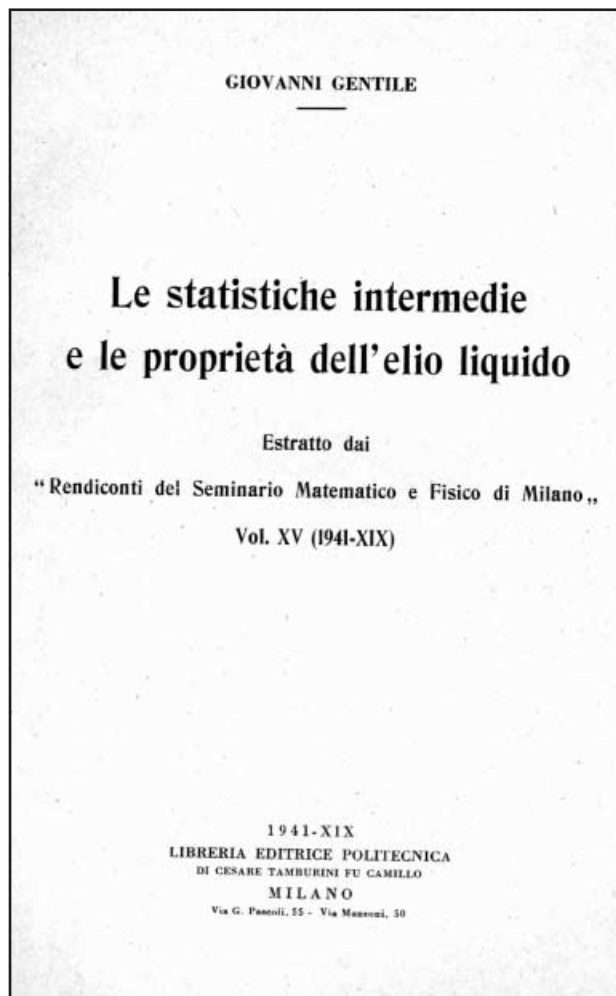 GIOVANNI GENTILE
Le statistiche intermedie
e le proprietà dell'elio liquido
Estratto dai
“Rendiconti del Seminario Matematico e Fisico di Milano„
Vol. XV (1941-XIX)
1941-XIX
LIBRERIA EDITRICE POLITECNICA
DI CESARE TAMBURINI FU CAMILLO
MILANO
Via G. Pascoli, 55 - Via Manzoni, 50